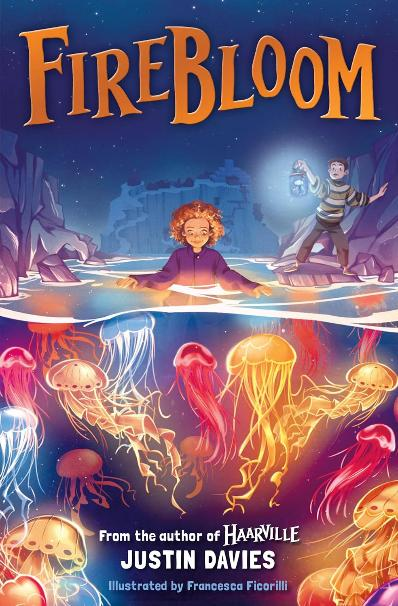 FIREBLOOM
From the author of HAARVILLE
JUSTIN DAVIES
Illustrated by Francesca Ficorilli